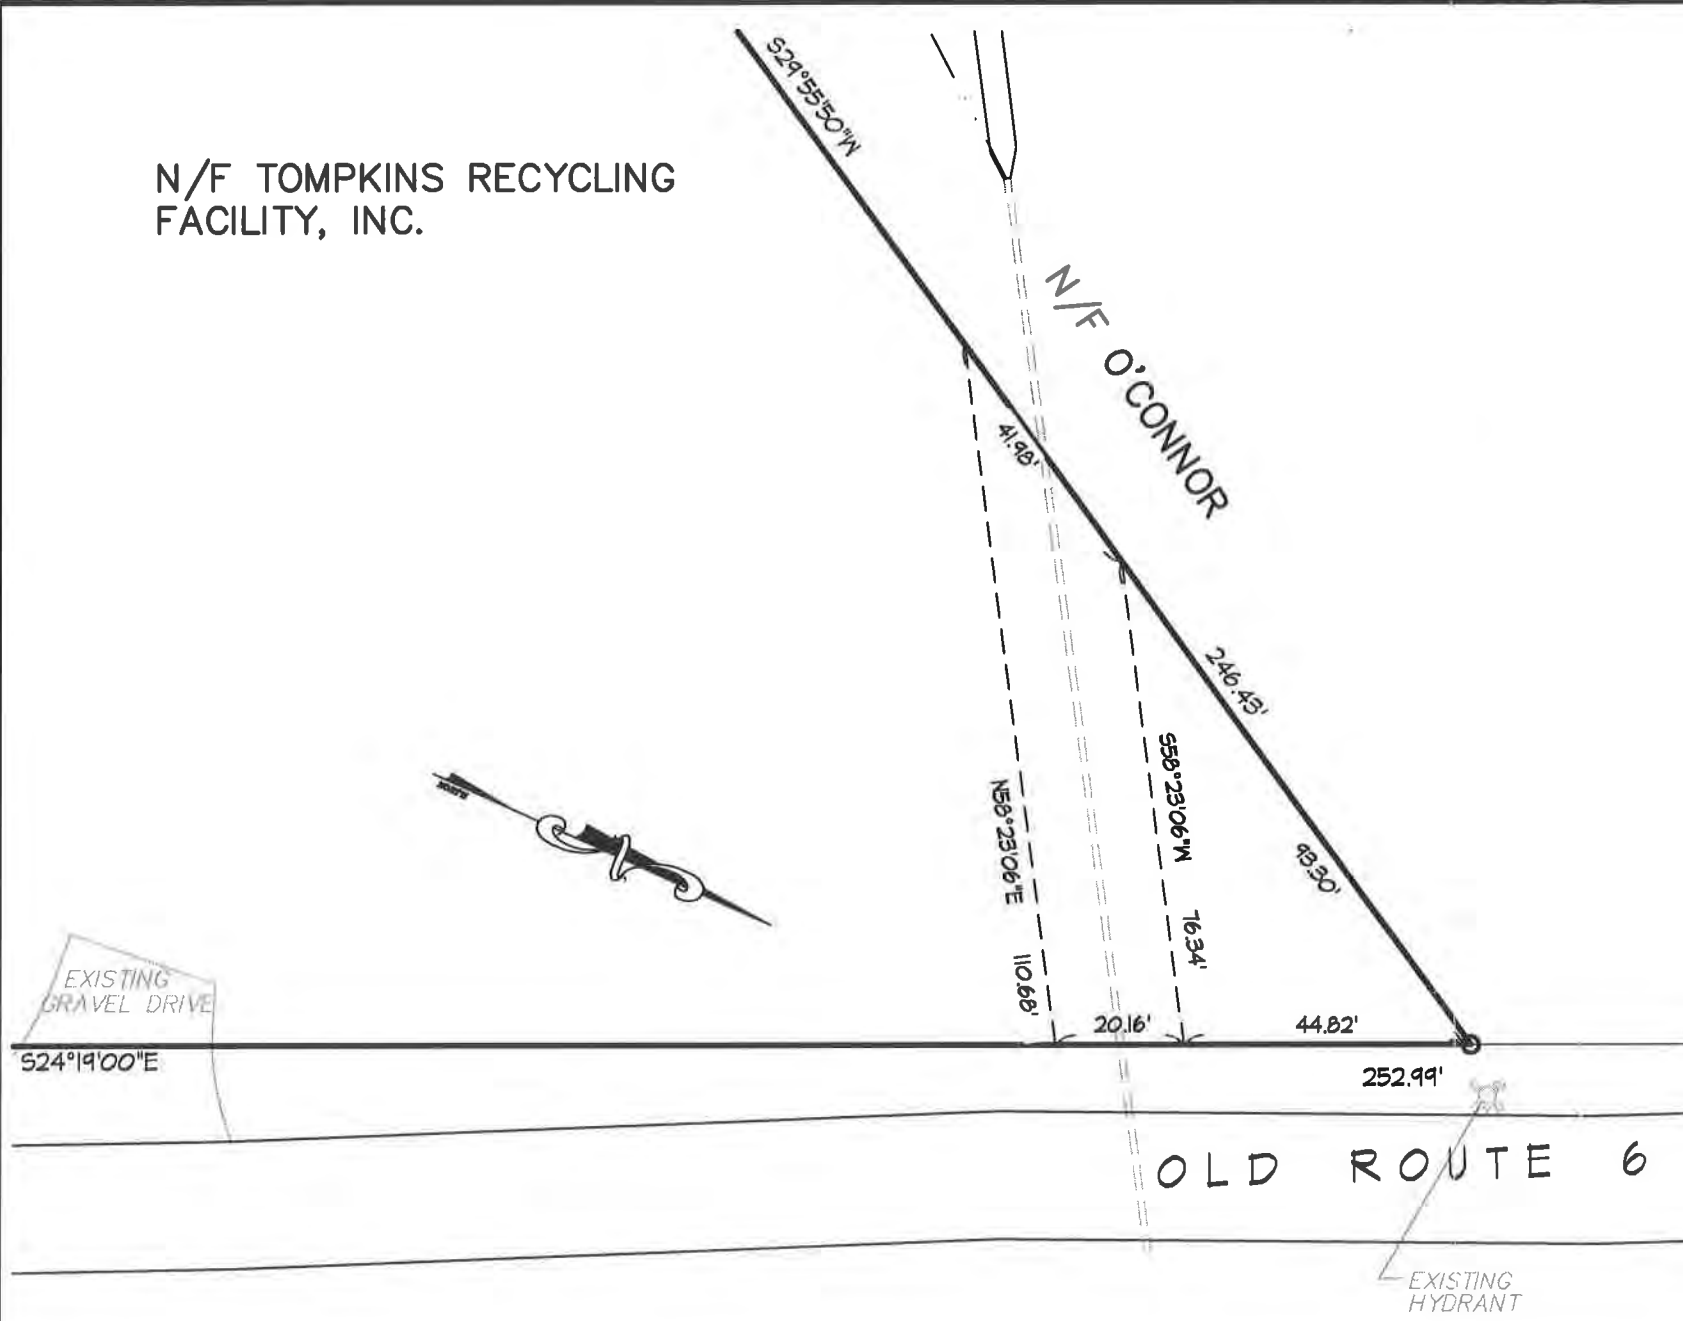 S29°55'50"W
N/F TOMPKINS RECYCLING
FACILITY, INC.
N/F O'CONNOR
41.98'
246.43'
S58°23'06"W 76.34'
N58°23'06"E 110.68'
93.30'
EXISTING
GRAVEL DRIVE
20.16'
44.82'
S24°19'00"E
252.99'
OLD ROUTE 6
EXISTING
HYDRANT